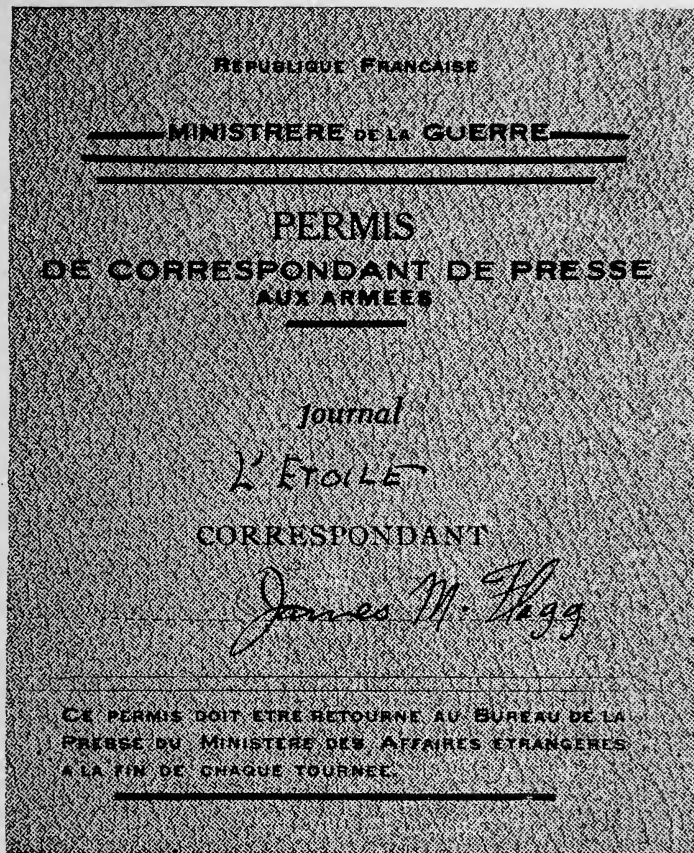 REPUBLIQUE FRANCAISE
MINISTRERE DE LA GUERRE
PERMIS
DE CORRESPONDANT DE PRESSE
AUX ARMEES
journal
L'ETOILE
CORRESPONDANT
James M. Flagg
CE PERMIS DOIT ETRE RETOURNE AU BUREAU DE LA
PRESSE DU MINISTERE DES AFFAIRES ETRANGERES
A LA FIN DE CHAQUE TOURNEE.